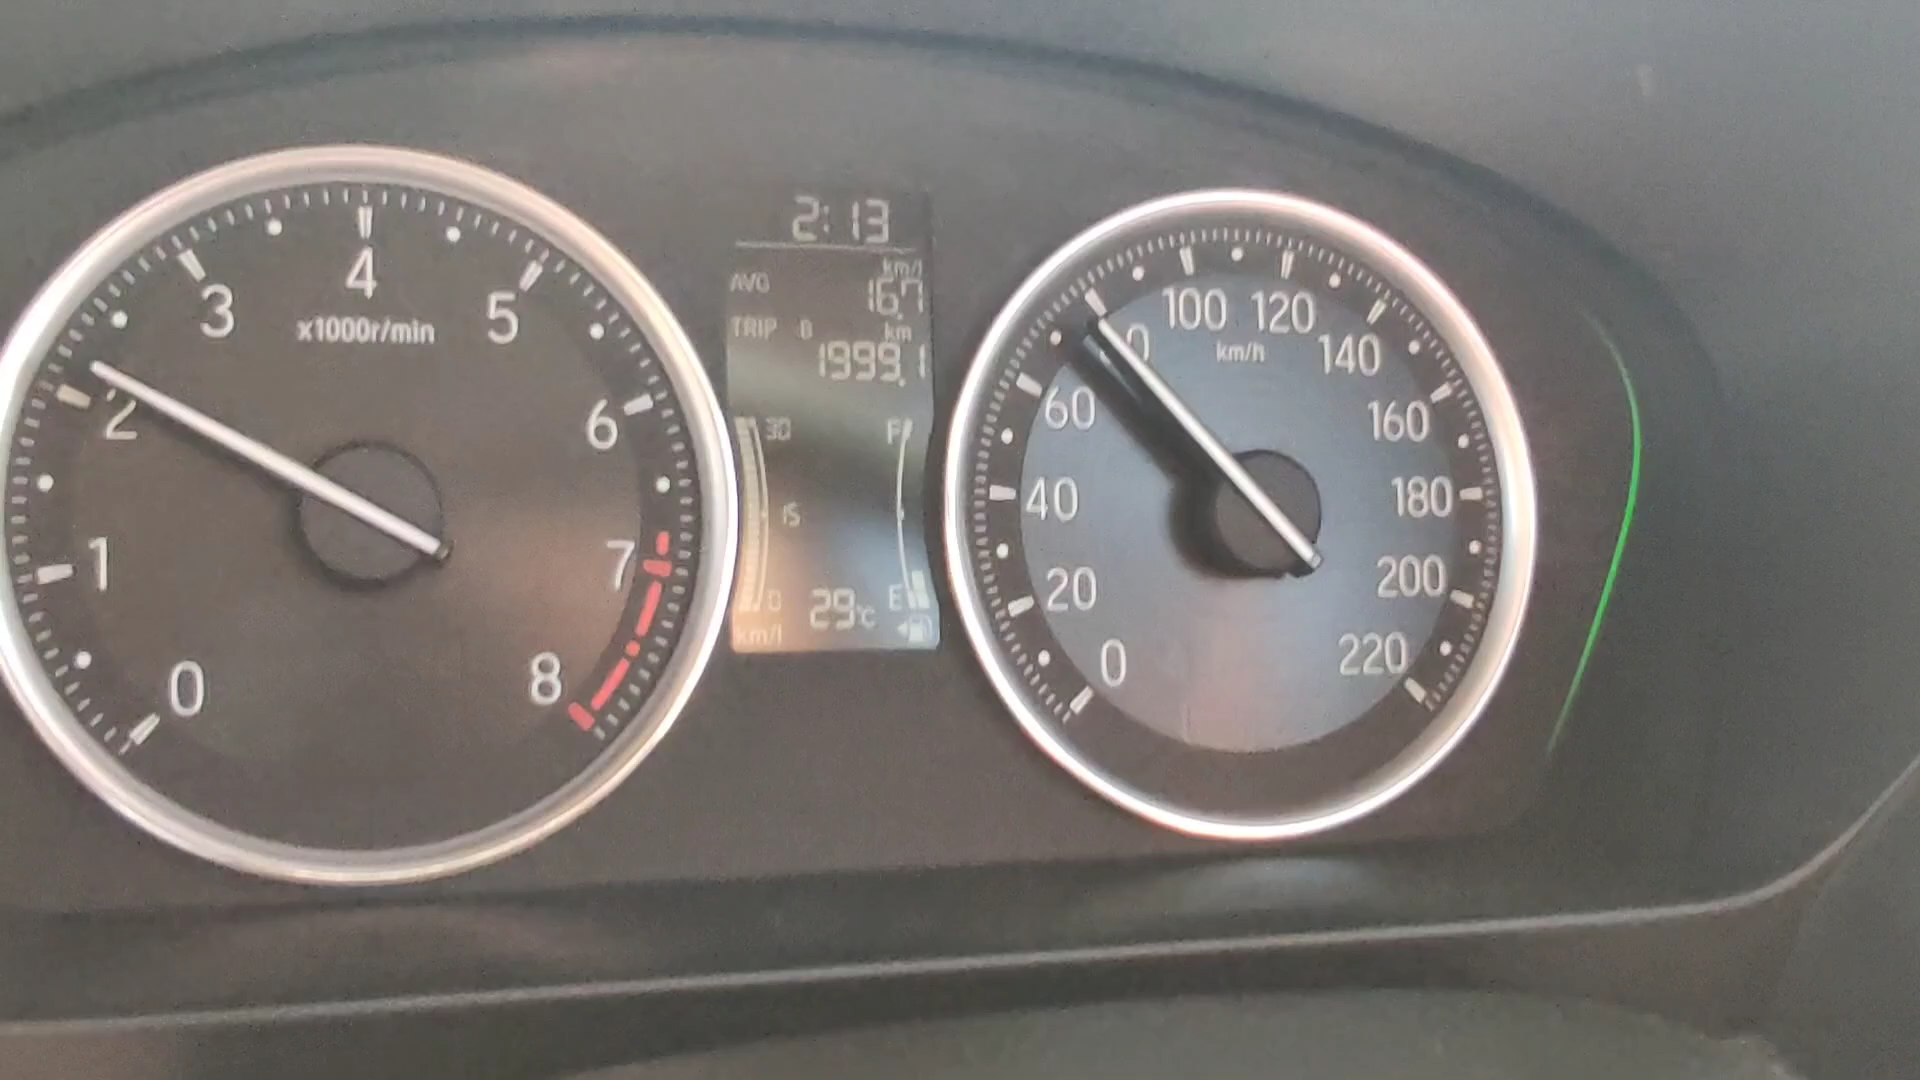 2:13
AVG km/l
16.7
TRIP B km
1999.1
30 F
15
0 29°C E
km/l
0 1 2 3 4 5 6 7 8
x1000r/min
0 20 40 60 100 120 140 160 180 200 220
km/h